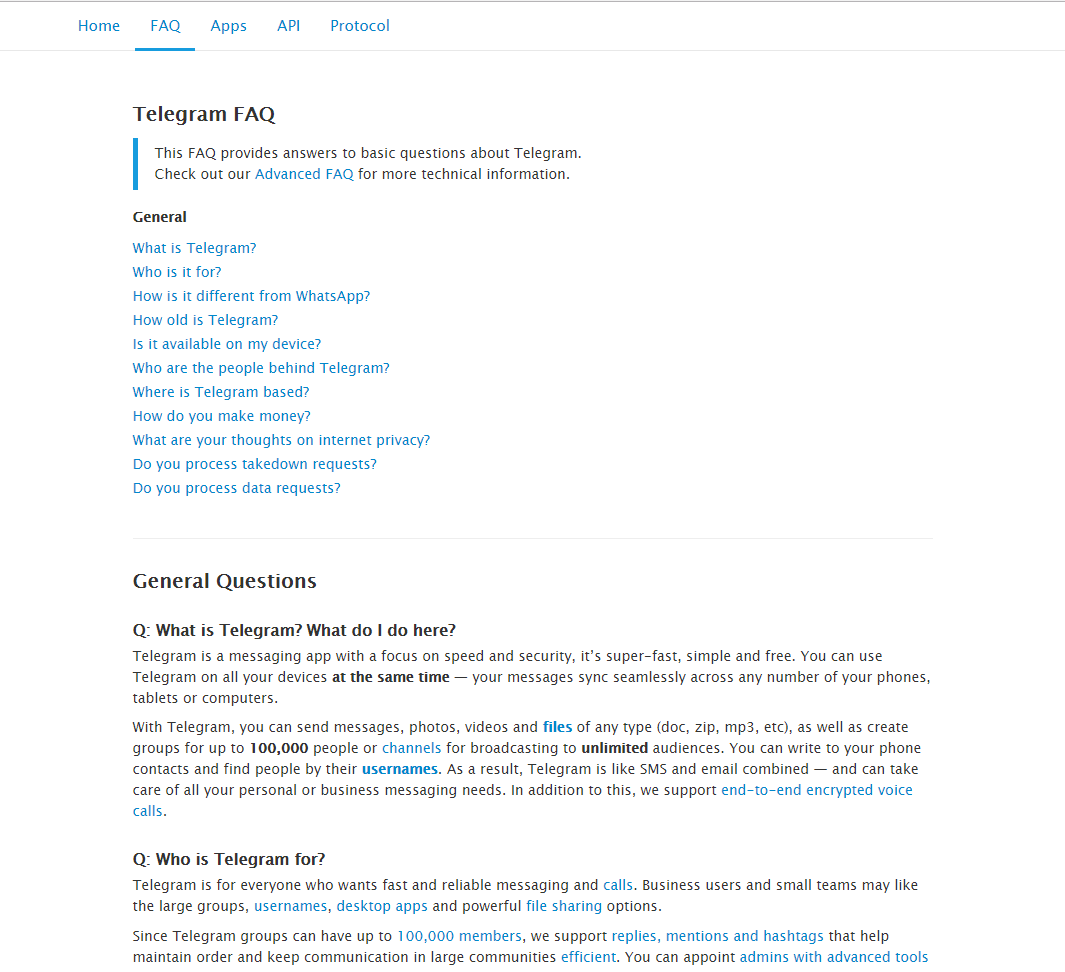 Home FAQ Apps API Protocol
Telegram FAQ
This FAQ provides answers to basic questions about Telegram.
Check out our Advanced FAQ for more technical information.
General
What is Telegram?
Who is it for?
How is it different from WhatsApp?
How old is Telegram?
Is it available on my device?
Who are the people behind Telegram?
Where is Telegram based?
How do you make money?
What are your thoughts on internet privacy?
Do you process takedown requests?
Do you process data requests?
General Questions
Q: What is Telegram? What do I do here?
Telegram is a messaging app with a focus on speed and security, it’s super-fast, simple and free. You can use
Telegram on all your devices at the same time — your messages sync seamlessly across any number of your phones,
tablets or computers.
With Telegram, you can send messages, photos, videos and files of any type (doc, zip, mp3, etc), as well as create
groups for up to 100,000 people or channels for broadcasting to unlimited audiences. You can write to your phone
contacts and find people by their usernames. As a result, Telegram is like SMS and email combined — and can take
care of all your personal or business messaging needs. In addition to this, we support end-to-end encrypted voice
calls.
Q: Who is Telegram for?
Telegram is for everyone who wants fast and reliable messaging and calls. Business users and small teams may like
the large groups, usernames, desktop apps and powerful file sharing options.
Since Telegram groups can have up to 100,000 members, we support replies, mentions and hashtags that help
maintain order and keep communication in large communities efficient. You can appoint admins with advanced tools